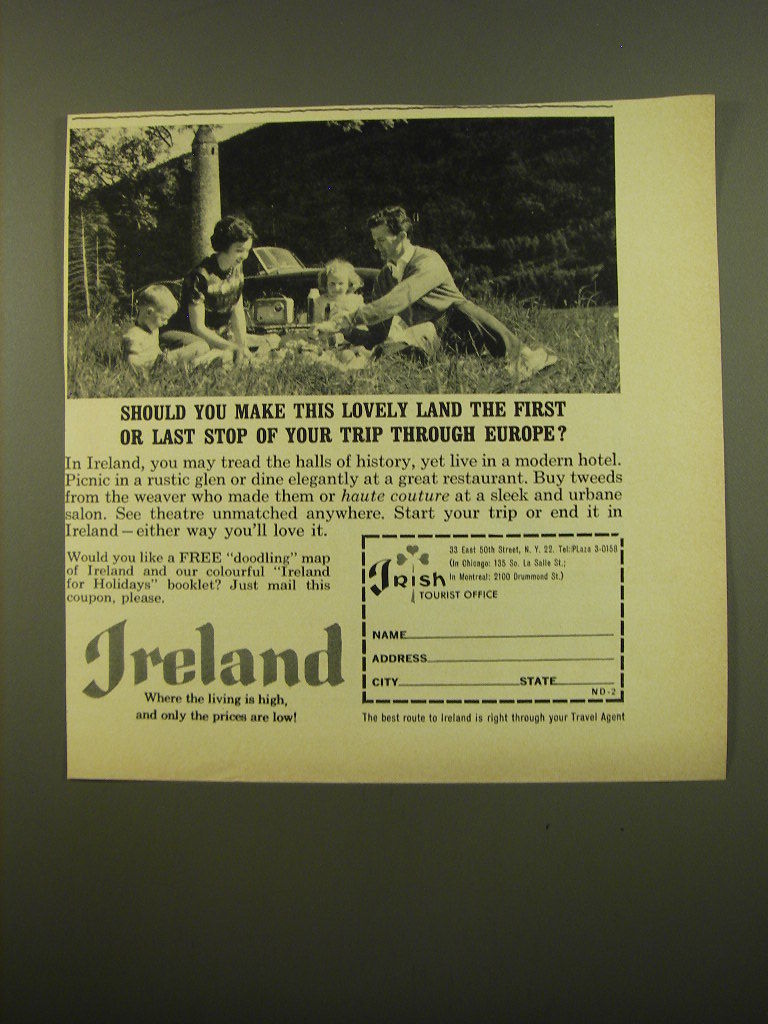 SHOULD YOU MAKE THIS LOVELY LAND THE FIRST
OR LAST STOP OF YOUR TRIP THROUGH EUROPE?
In Ireland, you may tread the halls of history, yet live in a modern hotel.
Picnic in a rustic glen or dine elegantly at a great restaurant. Buy tweeds
from the weaver who made them or haute couture at a sleek and urbane
salon. See theatre unmatched anywhere. Start your trip or end it in
Ireland — either way you'll love it.
Would you like a FREE "doodling" map
of Ireland and our colourful "Ireland
for Holidays" booklet? Just mail this
coupon, please.
Ireland
Where the living is high,
and only the prices are low!
Irish
TOURIST OFFICE
33 East 50th Street, N. Y. 22. Tel: Plaza 3-0159
(In Chicago: 135 So. La Salle St.;
In Montreal: 2100 Drummond St.)
NAME
ADDRESS
CITY STATE
ND-2
The best route to Ireland is right through your Travel Agent